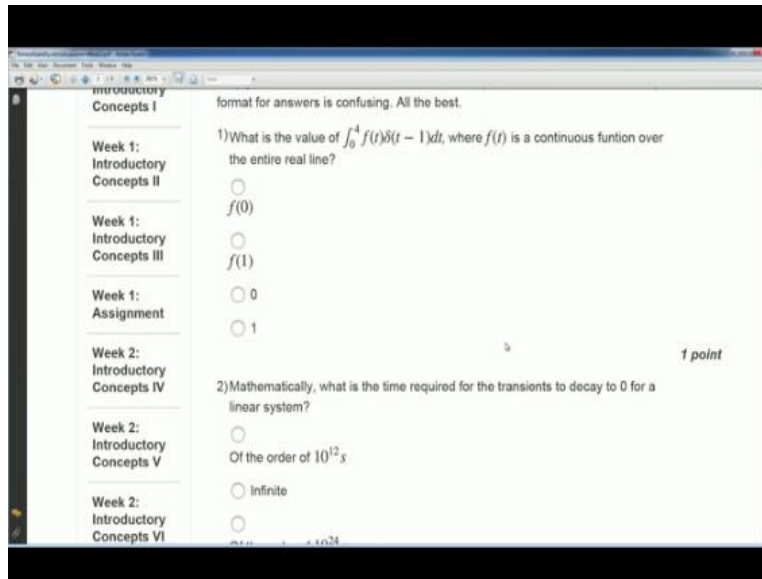 Introductory
Concepts I
Week 1:
Introductory
Concepts II
Week 1:
Introductory
Concepts III
Week 1:
Assignment
Week 2:
Introductory
Concepts IV
Week 2:
Introductory
Concepts V
Week 2:
Introductory
Concepts VI
format for answers is confusing. All the best.
1)What is the value of ∫₀⁴ f(t)δ(t − 1)dt, where f(t) is a continuous funtion over
the entire real line?
f(0)
f(1)
0
1
1 point
2)Mathematically, what is the time required for the transients to decay to 0 for a
linear system?
Of the order of 10¹²s
Infinite